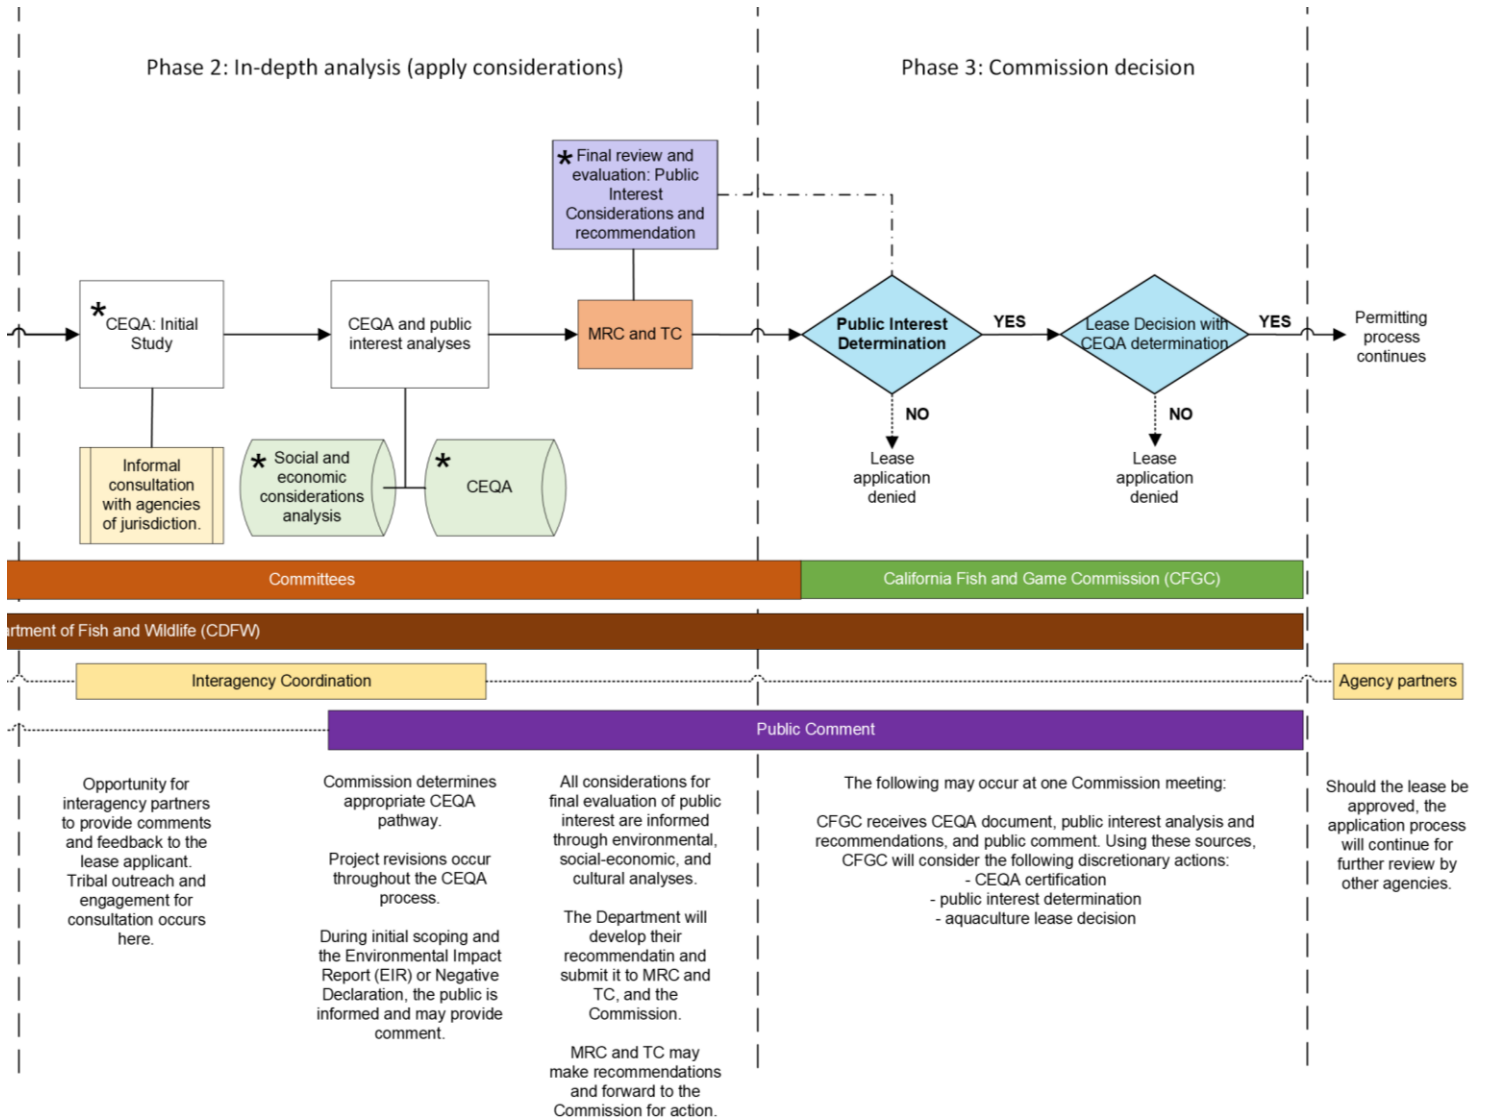 Phase 2: In-depth analysis (apply considerations)
Phase 3: Commission decision
* Final review and
evaluation: Public
Interest
Considerations and
recommendation
* CEQA: Initial
Study
CEQA and public
interest analyses
MRC and TC
Public Interest
Determination
YES
Lease Decision with
CEQA determination
YES
Permitting
process
continues
NO
Lease
application
denied
NO
Lease
application
denied
Informal
consultation
with agencies
of jurisdiction.
* Social and
economic
considerations
analysis
*
CEQA
Committees
California Fish and Game Commission (CFGC)
artment of Fish and Wildlife (CDFW)
Interagency Coordination
Agency partners
Public Comment
Opportunity for
interagency partners
to provide comments
and feedback to the
lease applicant.
Tribal outreach and
engagement for
consultation occurs
here.
Commission determines
appropriate CEQA
pathway.
Project revisions occur
throughout the CEQA
process.
During initial scoping and
the Environmental Impact
Report (EIR) or Negative
Declaration, the public is
informed and may provide
comment.
All considerations for
final evaluation of public
interest are informed
through environmental,
social-economic, and
cultural analyses.
The Department will
develop their
recommendatin and
submit it to MRC and
TC, and the
Commission.
MRC and TC may
make recommendations
and forward to the
Commission for action.
The following may occur at one Commission meeting:
CFGC receives CEQA document, public interest analysis and
recommendations, and public comment. Using these sources,
CFGC will consider the following discretionary actions:
- CEQA certification
- public interest determination
- aquaculture lease decision
Should the lease be
approved, the
application process
will continue for
further review by
other agencies.